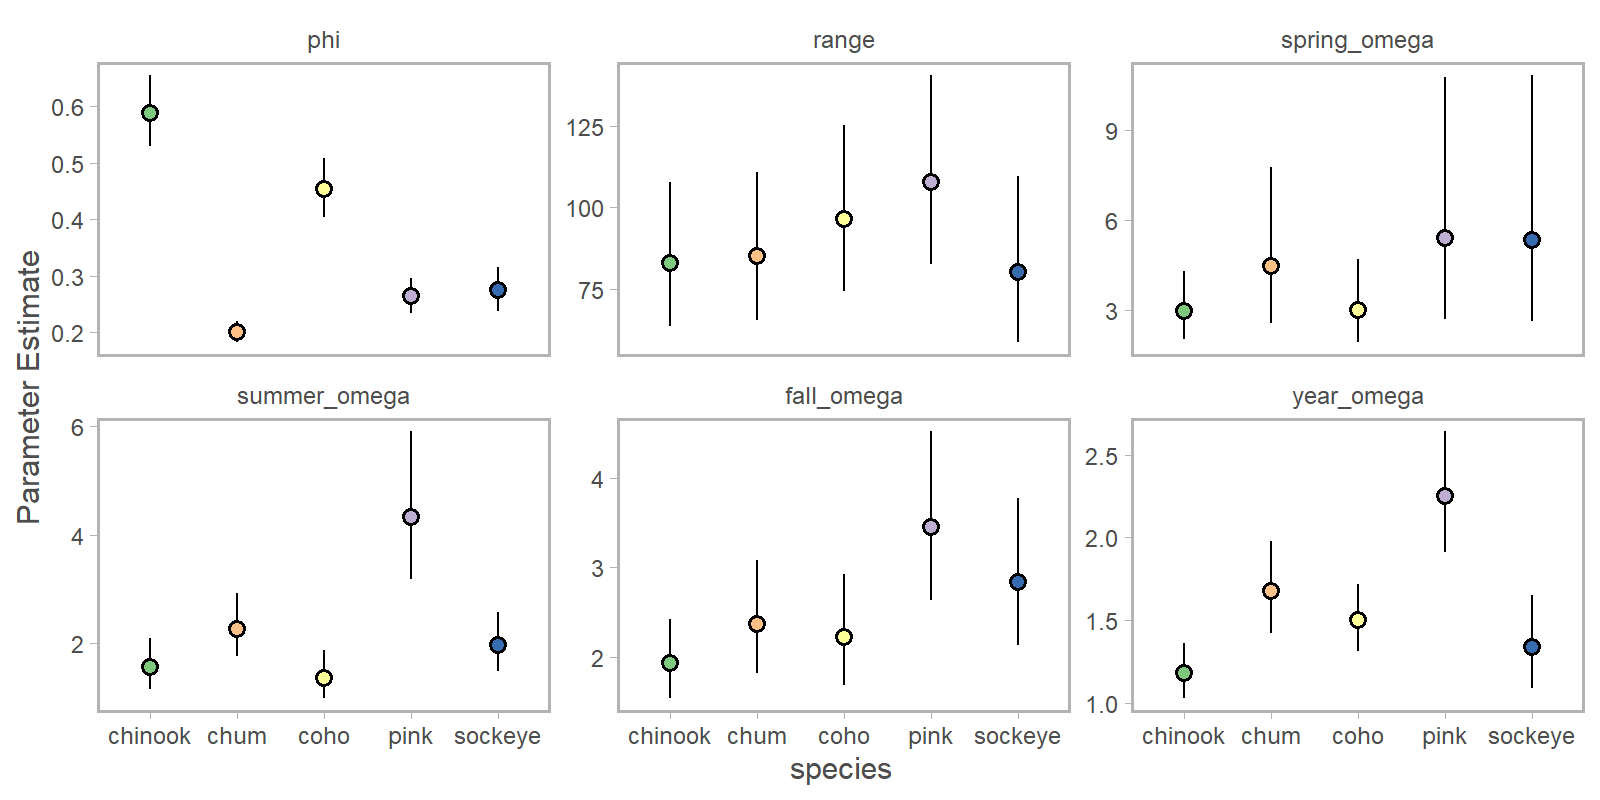 phi
range
spring_omega
0.6
0.5
0.4
0.3
0.2
125
100
75
9
6
3
Parameter Estimate
summer_omega
fall_omega
year_omega
6
4
2
4
3
2
2.5
2.0
1.5
1.0
chinook chum coho pink sockeye
chinook chum coho pink sockeye
chinook chum coho pink sockeye
species